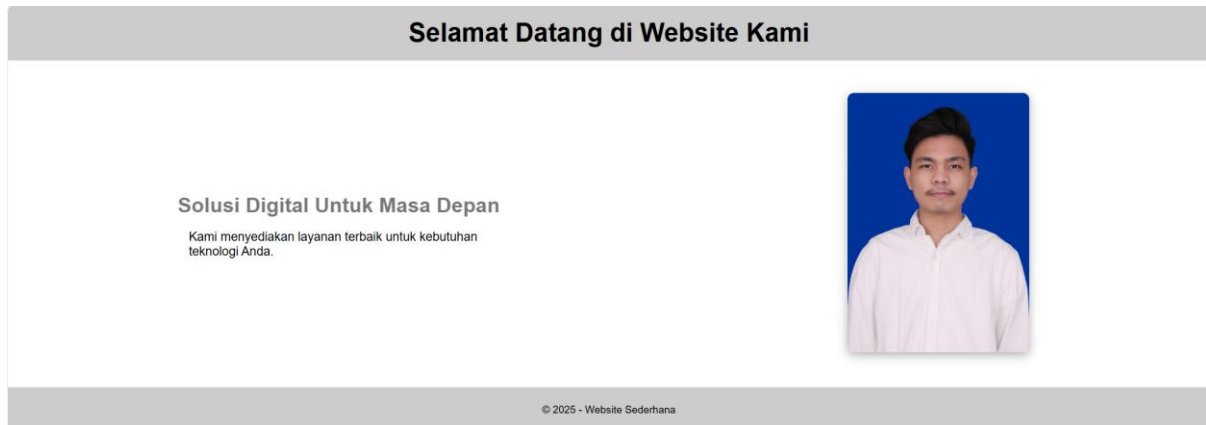 Selamat Datang di Website Kami
Solusi Digital Untuk Masa Depan
Kami menyediakan layanan terbaik untuk kebutuhan
teknologi Anda.
© 2025 - Website Sederhana